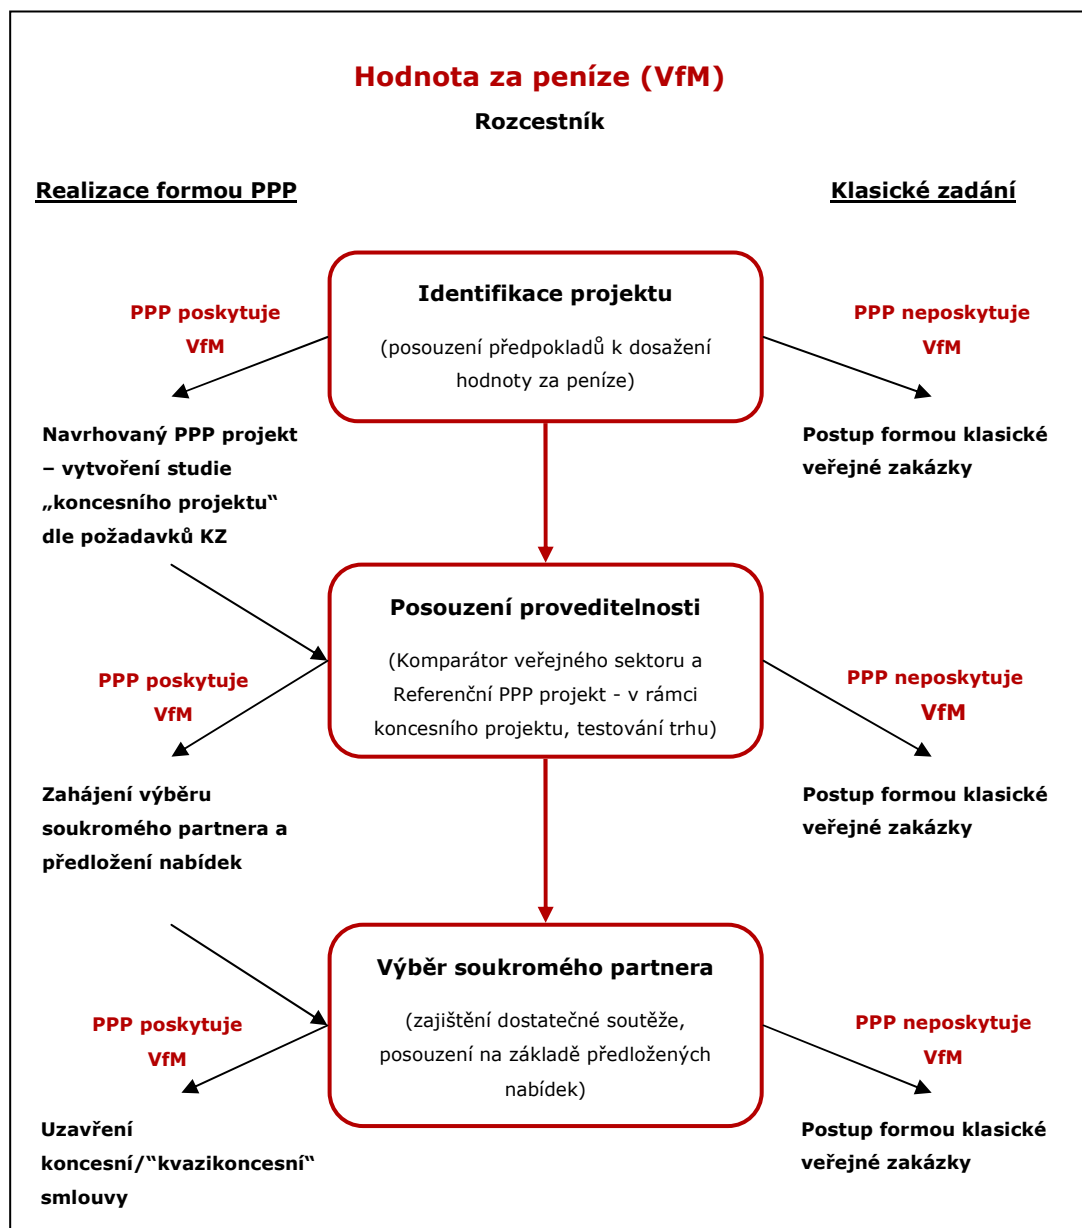 Hodnota za peníze (VfM)
Rozcestník
Realizace formou PPP
Klasické zadání
Identifikace projektu
(posouzení předpokladů k dosažení
hodnoty za peníze)
PPP poskytuje
VfM
PPP neposkytuje
VfM
Navrhovaný PPP projekt
– vytvoření studie
„koncesního projektu“
dle požadavků KZ
Postup formou klasické
veřejné zakázky
Posouzení proveditelnosti
(Komparátor veřejného sektoru a
Referenční PPP projekt - v rámci
koncesního projektu, testování trhu)
PPP poskytuje
VfM
PPP neposkytuje
VfM
Zahájení výběru
soukromého partnera a
předložení nabídek
Postup formou klasické
veřejné zakázky
Výběr soukromého partnera
(zajištění dostatečné soutěže,
posouzení na základě předložených
nabídek)
PPP poskytuje
VfM
PPP neposkytuje
VfM
Uzavření
koncesní/“kvazikoncesní“
smlouvy
Postup formou klasické
veřejné zakázky